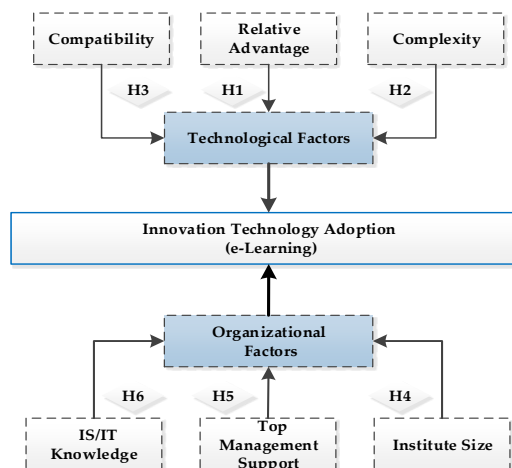 Compatibility
Relative
Advantage
Complexity
H3
H1
H2
Technological Factors
Innovation Technology Adoption
(e-Learning)
Organizational
Factors
H6
H5
H4
IS/IT
Knowledge
Top
Management
Support
Institute Size